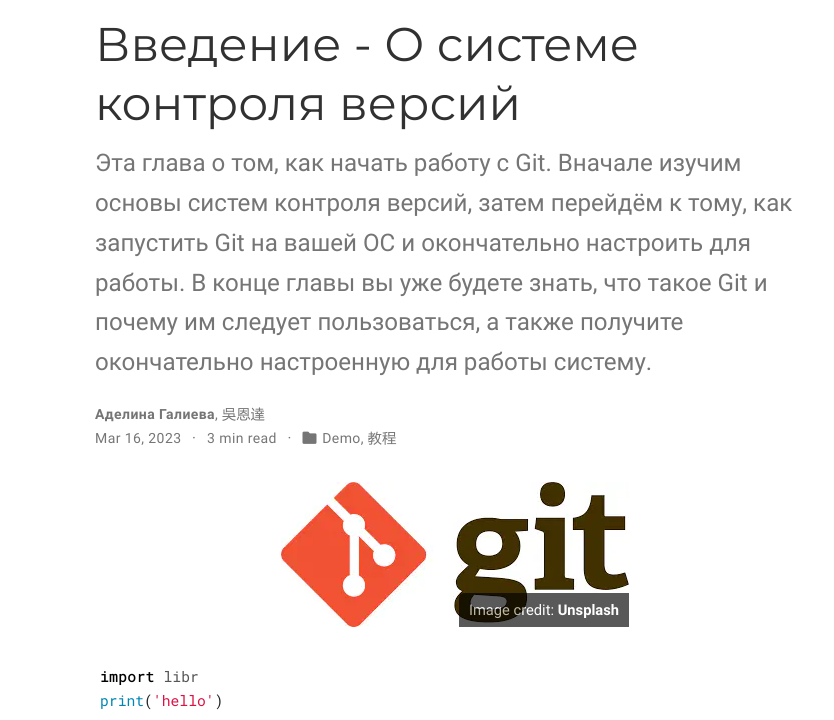 Введение - О системе
контроля версий
Эта глава о том, как начать работу с Git. Вначале изучим
основы систем контроля версий, затем перейдём к тому, как
запустить Git на вашей ОС и окончательно настроить для
работы. В конце главы вы уже будете знать, что такое Git и
почему им следует пользоваться, а также получите
окончательно настроенную для работы систему.
Аделина Галиева, 吳恩達
Mar 16, 2023 · 3 min read · Demo, 教程
git
Image credit: Unsplash
import libr
print('hello')